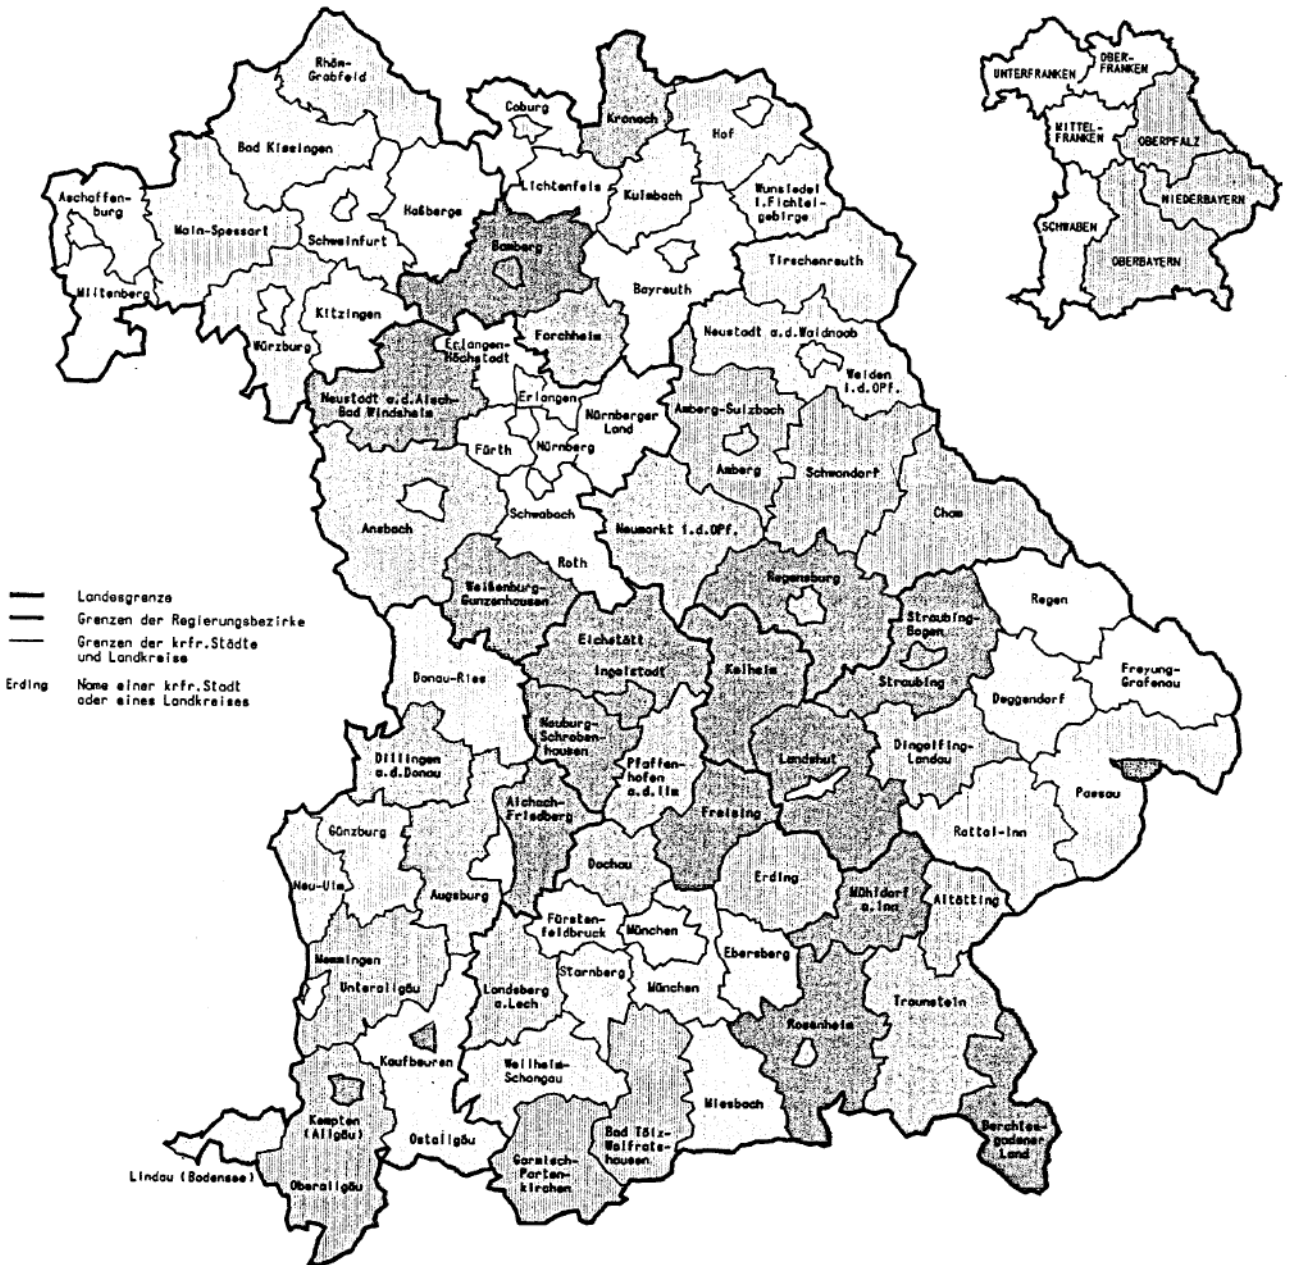 Rhön-
Grabfeld
Coburg
Kronach
Hof
Bad Kissingen
Lichtenfels
Kulmbach
Wunsiedel
i.Fichtel-
gebirge
Aschaffen-
burg
Haßberge
Main-Spessart
Schweinfurt
Bamberg
Bayreuth
Tirschenreuth
Miltenberg
Kitzingen
Würzburg
Forchheim
Erlangen-
Höchstadt
Neustadt a.d.Waldnaab
Weiden
i.d.OPf.
Neustadt a.d.Aisch-
Bad Windsheim
Erlangen
Nürnberger
Land
Amberg-Sulzbach
Fürth
Nürnberg
Amberg
Schwandorf
Ansbach
Schwabach
Neumarkt i.d.OPf.
Cham
Roth
Weißenburg-
Gunzenhausen
Regensburg
Regen
Straubing-
Bogen
Eichstätt
Ingolstadt
Kelheim
Straubing
Freyung-
Grafenau
Deggendorf
Donau-Ries
Neuburg-
Schroben-
hausen
Dillingen
a.d.Donau
Pfaffen-
hofen
a.d.Ilm
Landshut
Dingolfing-
Landau
Passau
Aichach-
Friedberg
Freising
Rottal-Inn
Günzburg
Dachau
Erding
Neu-Ulm
Augsburg
Mühldorf
a.Inn
Altötting
Fürsten-
feldbruck
München
Ebersberg
Memmingen
Unterallgäu
Landsberg
a.Lech
Starnberg
München
Traunstein
Rosenheim
Kaufbeuren
Weilheim-
Schongau
Miesbach
Kempten
(Allgäu)
Ostallgäu
Bad Tölz-
Wolfrats-
hausen
Berchtes-
gadener
Land
Lindau (Bodensee)
Oberallgäu
Garmisch-
Parten-
kirchen
UNTERFRANKEN
OBER-
FRANKEN
MITTEL-
FRANKEN
OBERPFALZ
NIEDERBAYERN
SCHWABEN
OBERBAYERN
Landesgrenze
Grenzen der Regierungsbezirke
Grenzen der krfr.Städte
und Landkreise
Erding Name einer krfr.Stadt
oder eines Landkreises